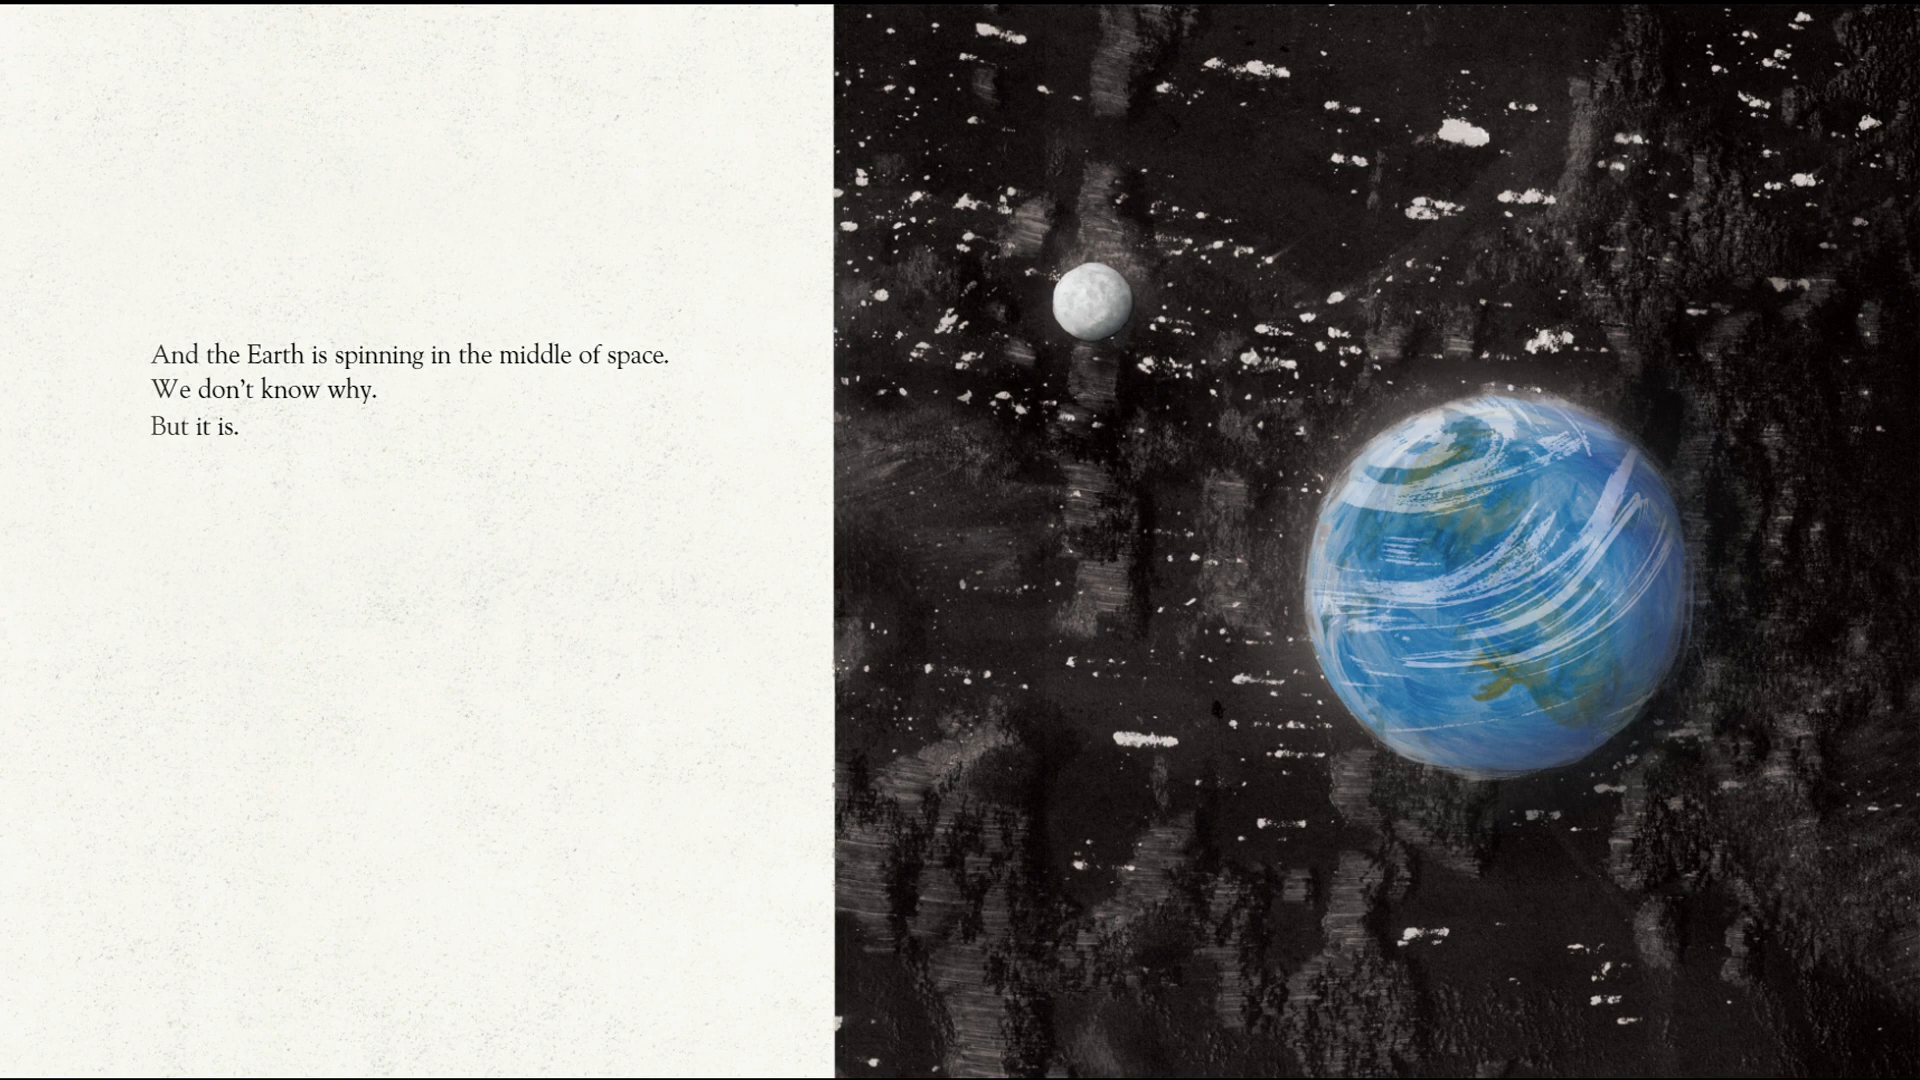 And the Earth is spinning in the middle of space.
We don’t know why.
But it is.